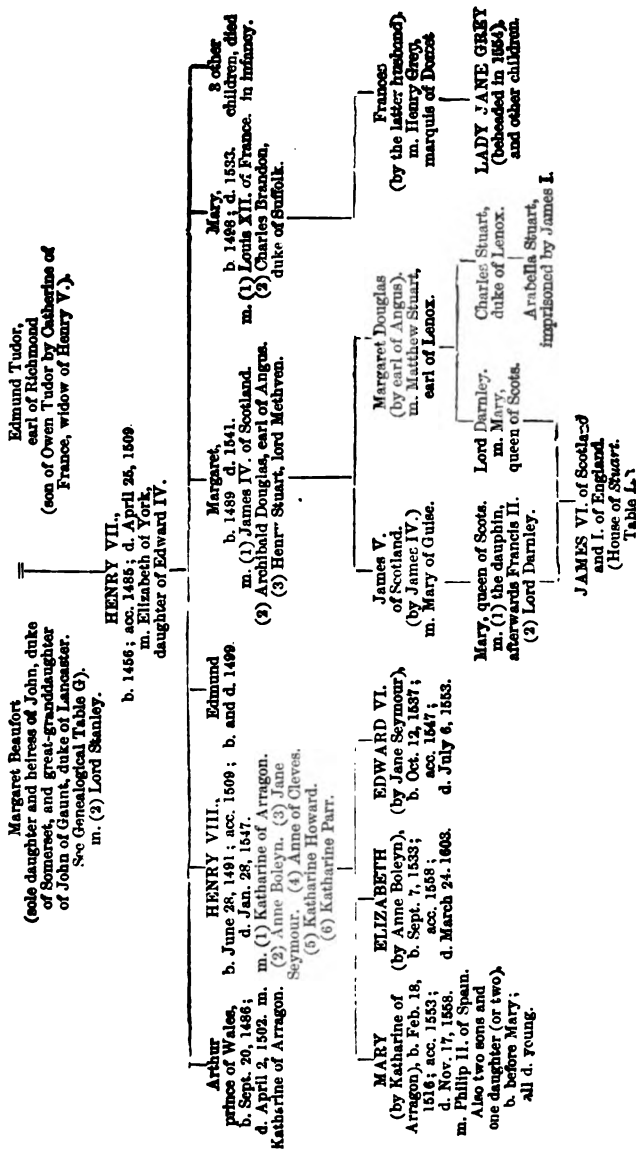 Margaret Beaufort
(sole daughter and heiress of John, duke
of Somerset, and great-granddaughter
of John of Gaunt, duke of Lancaster.
See Genealogical Table G).
m. (2) Lord Stanley.
Edmund Tudor,
earl of Richmond
(son of Owen Tudor by Catherine of
France, widow of Henry V.).
HENRY VII.,
b. 1456; acc. 1485; d. April 25, 1509.
m. Elizabeth of York,
daughter of Edward IV.
Arthur
prince of Wales,
b. Sept. 20, 1486;
d. April 2, 1502. m.
Katharine of Arragon.
HENRY VIII.,
b. June 28, 1491; acc. 1509;
d. Jan. 28, 1547.
m. (1) Katharine of Arragon.
(2) Anne Boleyn. (3) Jane
Seymour. (4) Anne of Cleves.
(5) Katharine Howard.
(6) Katharine Parr.
Edmund
b. and d. 1499.
Margaret,
b. 1489 d. 1541.
m. (1) James IV. of Scotland.
(2) Archibald Douglas, earl of Angus.
(3) Henry Stuart, lord Methven.
Mary,
b. 1498; d. 1533.
m. (1) Louis XII. of France.
(2) Charles Brandon,
duke of Suffolk.
3 other
children, died
in infancy.
MARY
(by Katharine of
Arragon), b. Feb. 18,
1516; acc. 1553;
d. Nov. 17, 1558.
m. Philip II. of Spain.
Also two sons and
one daughter (or two),
b. before Mary;
all d. young.
ELIZABETH
(by Anne Boleyn),
b. Sept. 7, 1533;
acc. 1558;
d. March 24. 1603.
EDWARD VI.
(by Jane Seymour),
b. Oct. 12, 1537;
acc. 1547;
d. July 6, 1553.
James V.
of Scotland.
(by James IV.)
m. Mary of Guise.
Margaret Douglas
(by earl of Angus).
m. Matthew Stuart,
earl of Lenox.
Frances
(by the latter husband),
m. Henry Grey,
marquis of Dorset
Mary, queen of Scots.
m. (1) the dauphin,
afterwards Francis II.
(2) Lord Darnley.
Lord Darnley.
m. Mary,
queen of Scots.
Charles Stuart,
duke of Lenox.
LADY JANE GREY
(beheaded in 1554),
and other children.
Arabella Stuart,
imprisoned by James I.
JAMES VI. of Scotland
and I. of England.
(House of Stuart.
Table L)